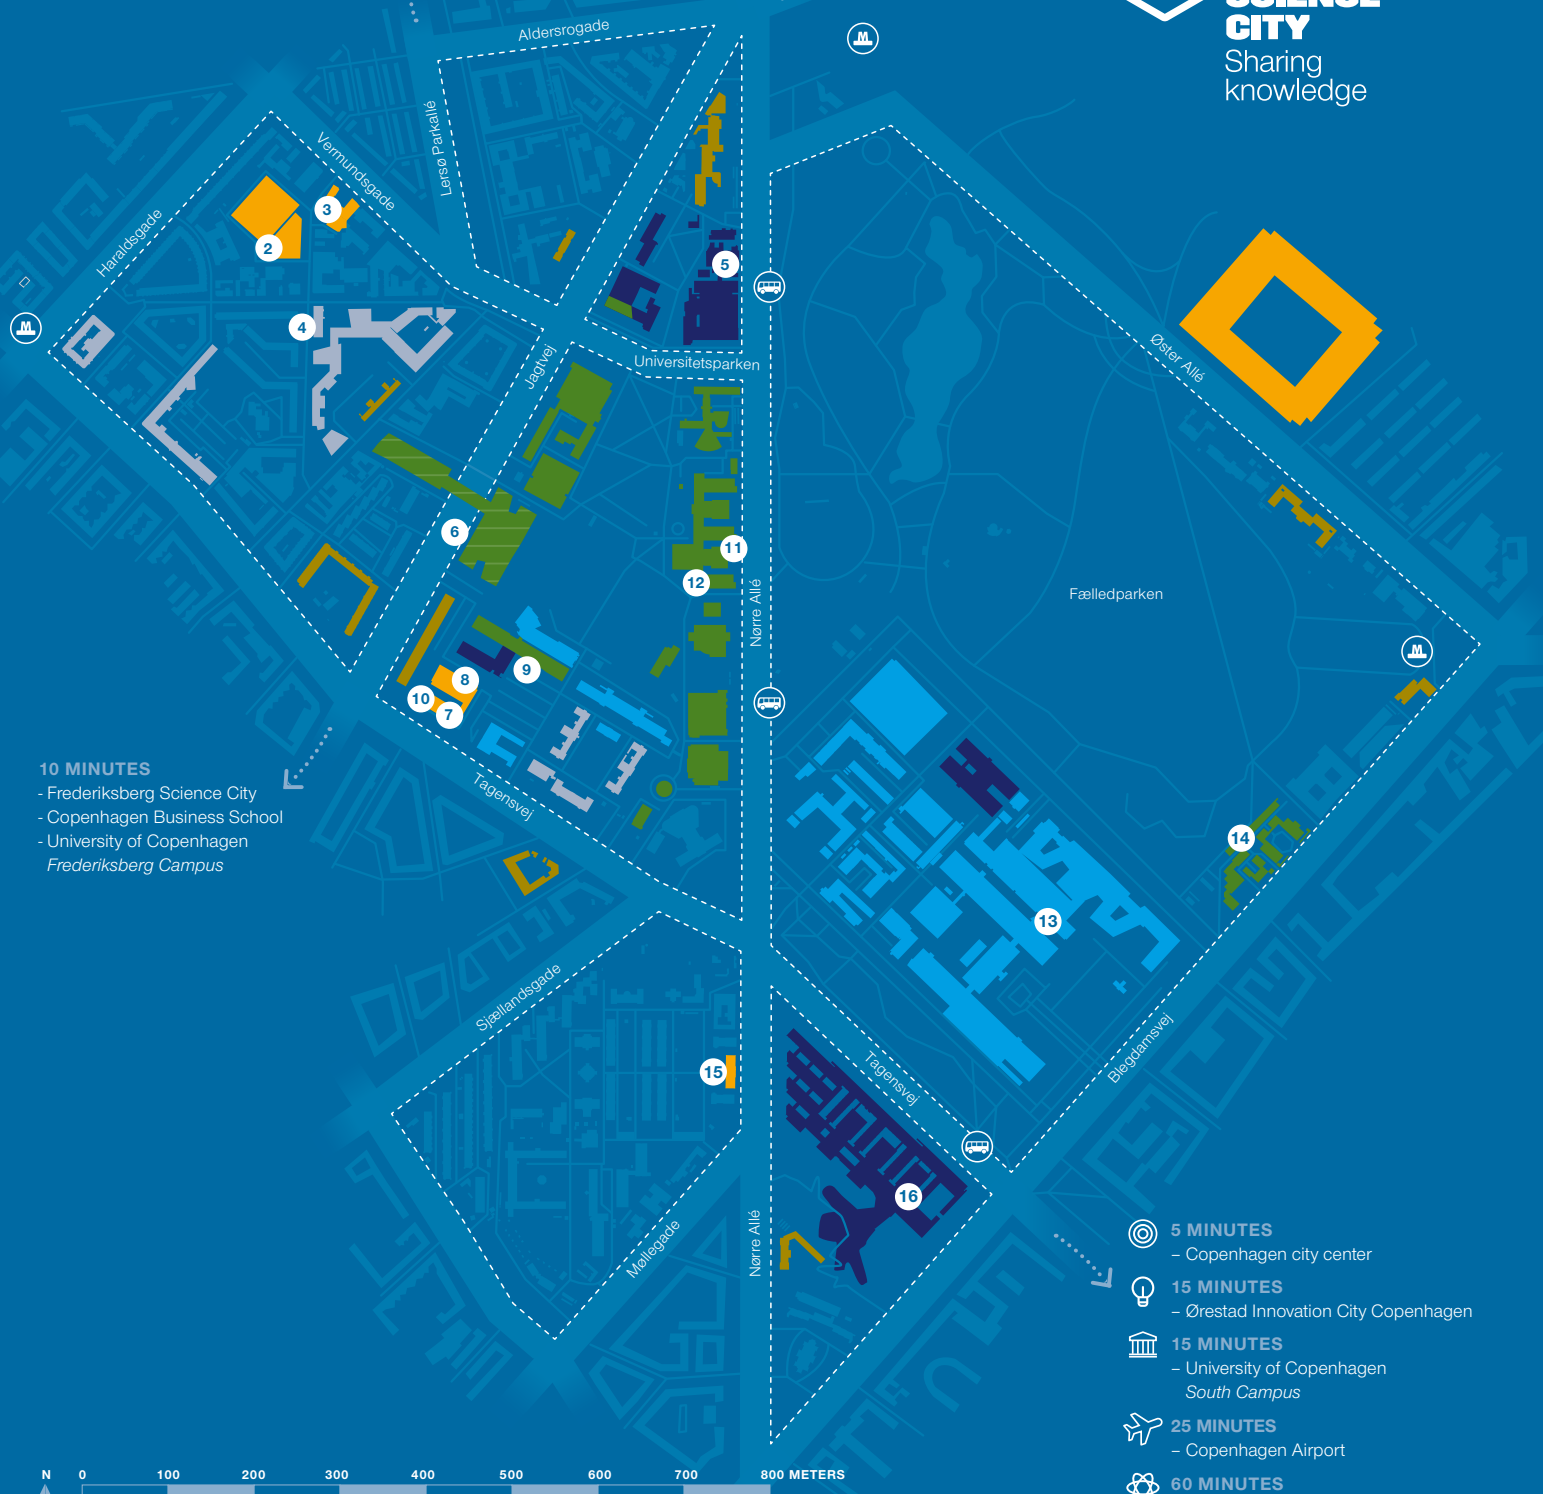 SCIENCE
CITY
Sharing
knowledge
Aldersrogade
Lersø Parkallé
Vermundsgade
Haraldsgade
3
2
5
4
M
M
Jagtvej
Universitetsparken
Øster Allé
6
11
12
Nørre Allé
Fælledparken
M
9
8
10
7
10 MINUTES
- Frederiksberg Science City
- Copenhagen Business School
- University of Copenhagen
Frederiksberg Campus
Tagensvej
14
13
Sjællandsgade
15
Tagensvej
Blegdamsvej
16
Møllegade
Nørre Allé
5 MINUTES
– Copenhagen city center
15 MINUTES
– Ørestad Innovation City Copenhagen
15 MINUTES
– University of Copenhagen
South Campus
25 MINUTES
– Copenhagen Airport
60 MINUTES
N 0 100 200 300 400 500 600 700 800 METERS